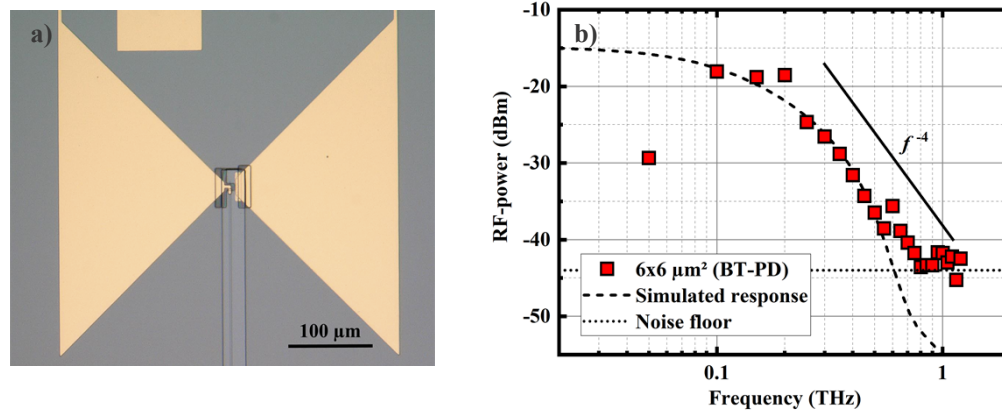 a)
100 µm
b)
-10
-20
-30
-40
-50
RF-power (dBm)
f⁻⁴
6x6 µm² (BT-PD)
Simulated response
Noise floor
0.1
1
Frequency (THz)